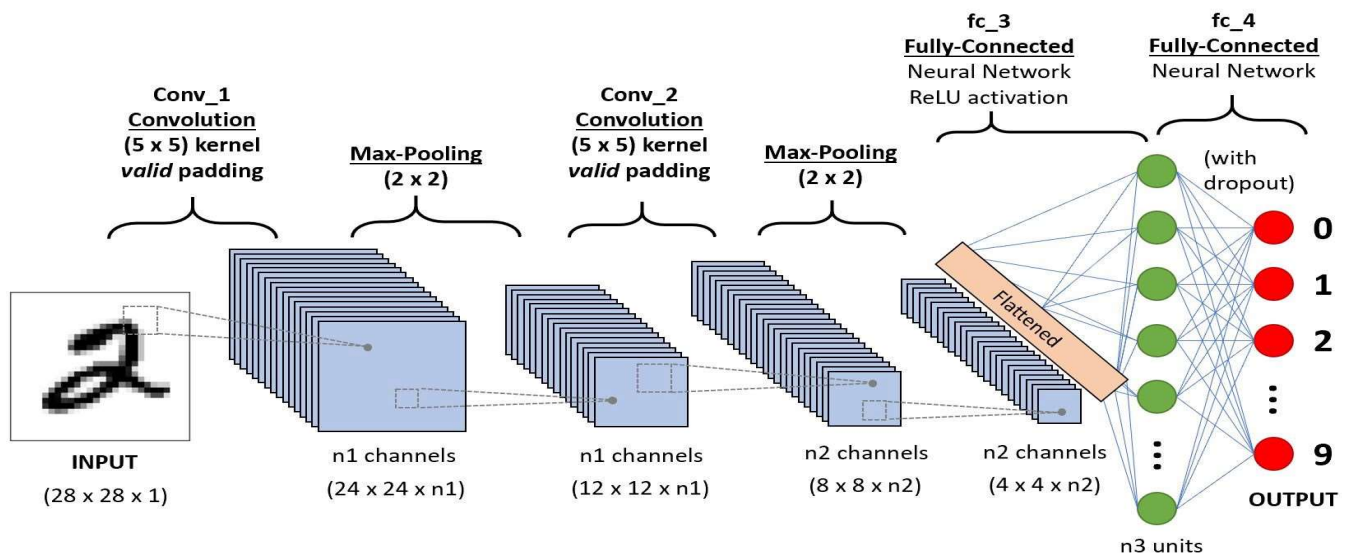 Conv_1
Convolution
(5 x 5) kernel
valid padding
Max-Pooling
(2 x 2)
Conv_2
Convolution
(5 x 5) kernel
valid padding
Max-Pooling
(2 x 2)
fc_3
Fully-Connected
Neural Network
ReLU activation
fc_4
Fully-Connected
Neural Network
(with
dropout)
Flattened
2
INPUT
(28 x 28 x 1)
n1 channels
(24 x 24 x n1)
n1 channels
(12 x 12 x n1)
n2 channels
(8 x 8 x n2)
n2 channels
(4 x 4 x n2)
n3 units
0
1
2
9
OUTPUT